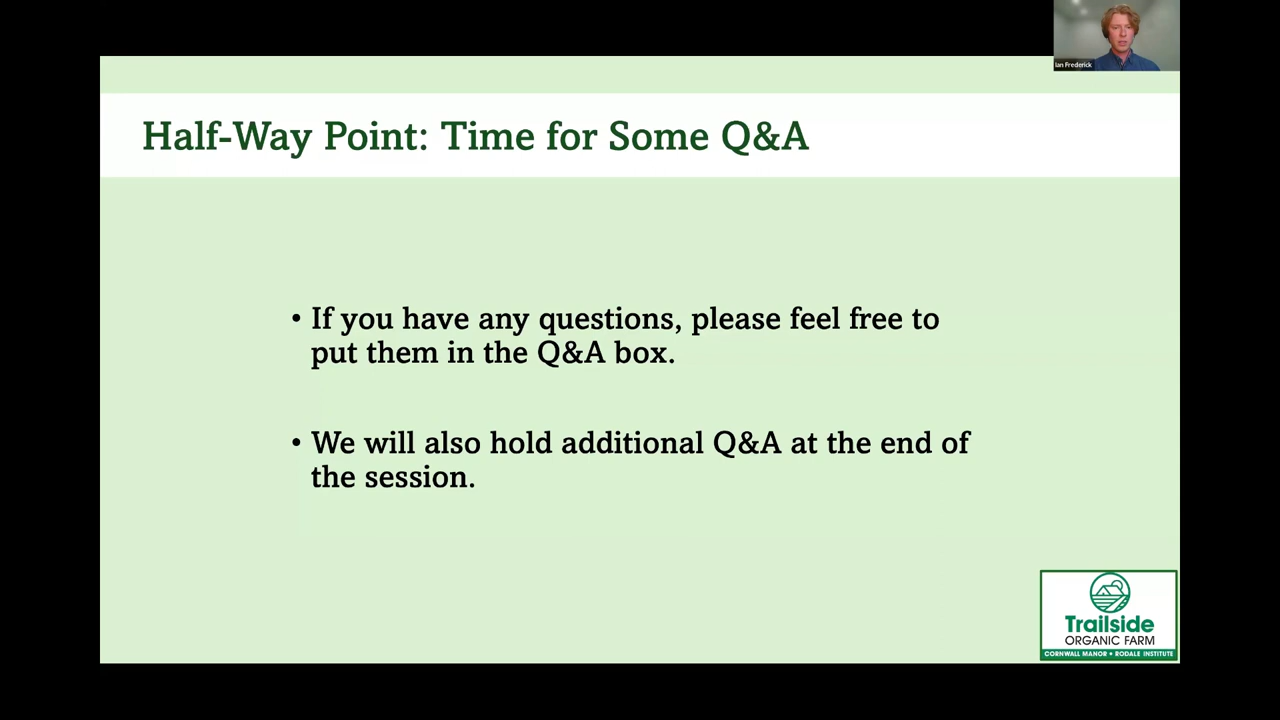 Ian Frederick
Half-Way Point: Time for Some Q&A
• If you have any questions, please feel free to
put them in the Q&A box.
• We will also hold additional Q&A at the end of
the session.
Trailside
ORGANIC FARM
CORNWALL MANOR • RODALE INSTITUTE